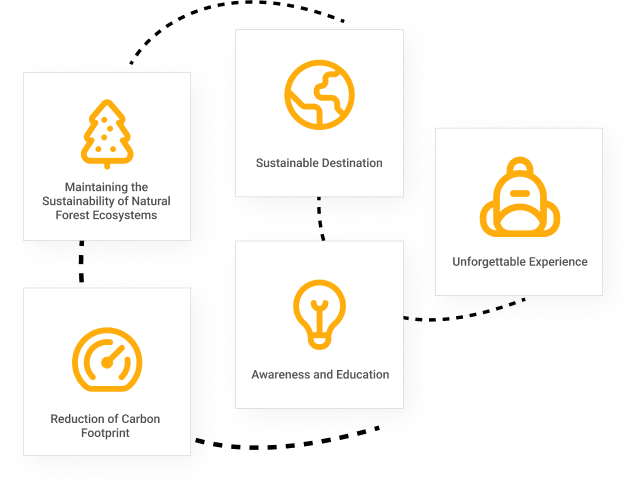 Maintaining the
Sustainability of Natural
Forest Ecosystems
Sustainable Destination
Unforgettable Experience
Reduction of Carbon
Footprint
Awareness and Education